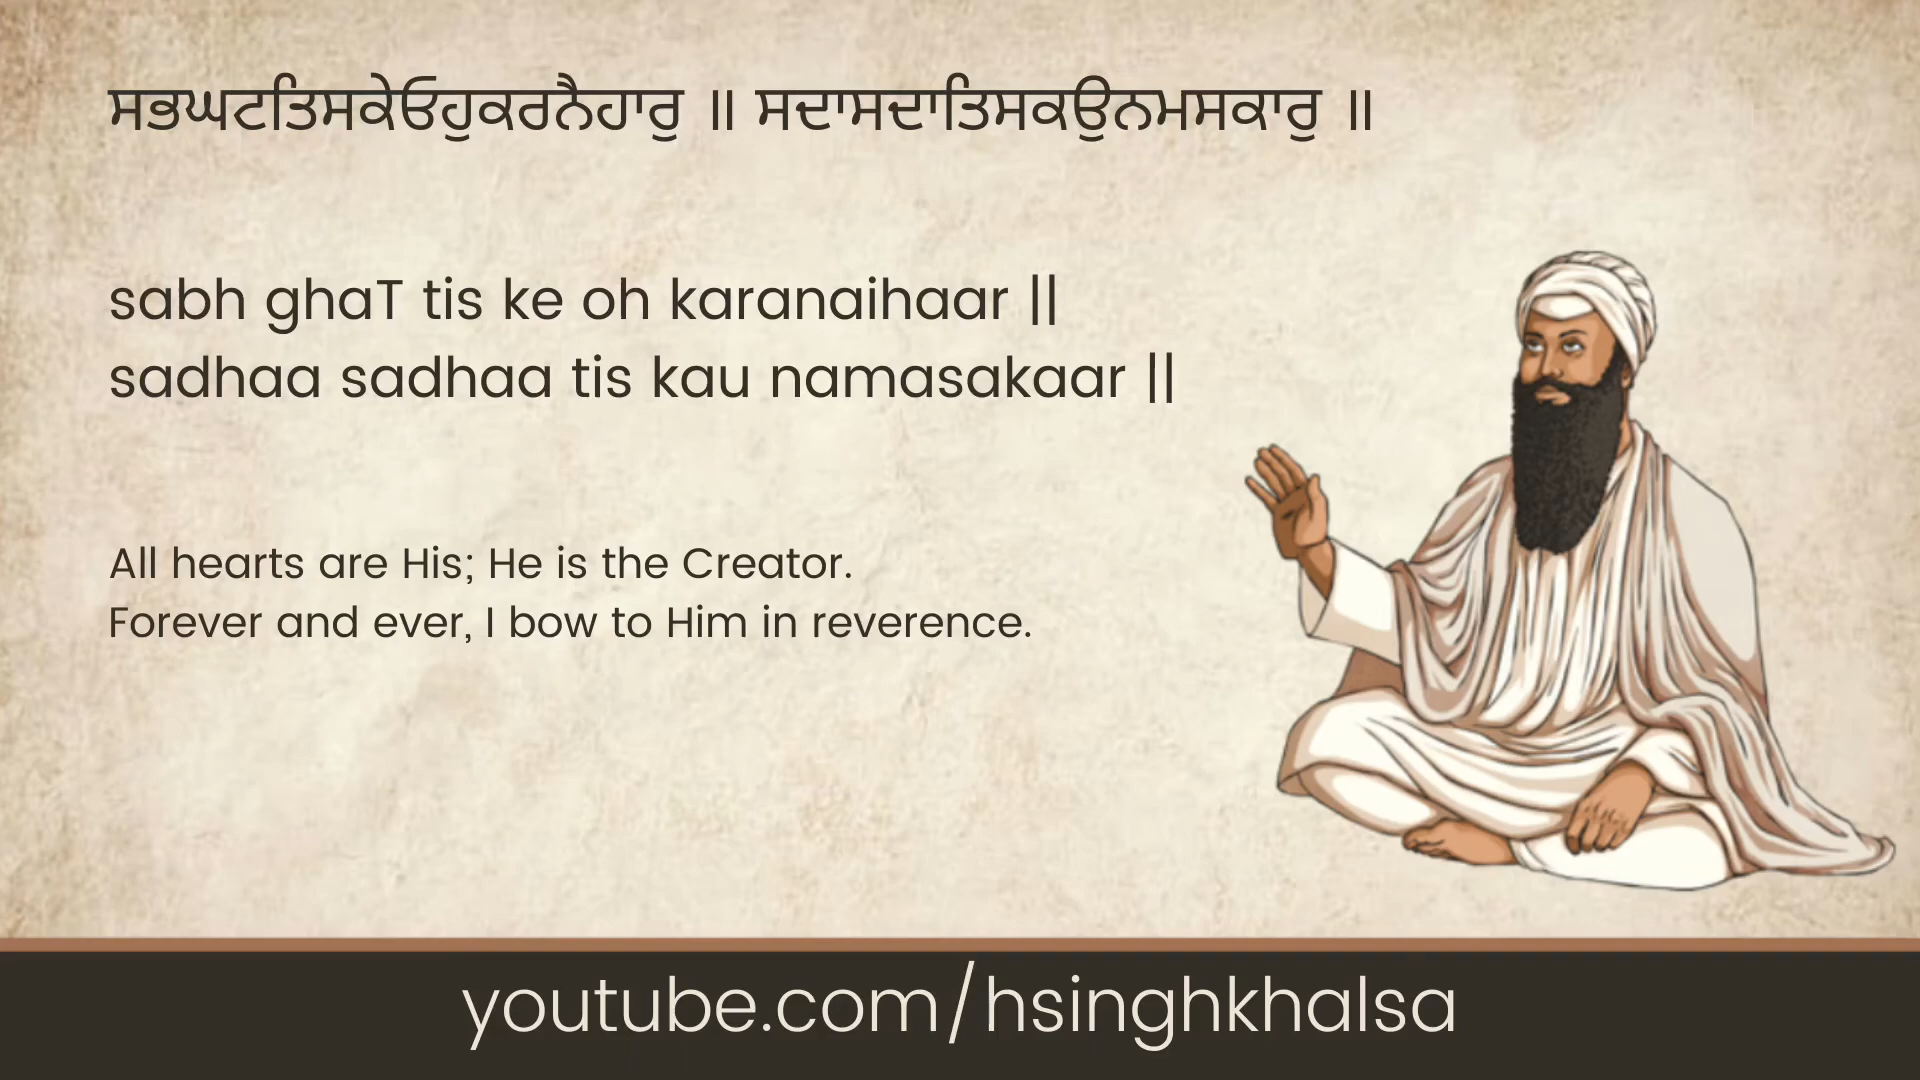 ਸਭਘਟਤਿਸਕੇਓਹੁਕਰਨੈਹਾਰੁ ॥ ਸਦਾਸਦਾਤਿਸਕਉਨਮਸਕਾਰੁ ॥
sabh ghaT tis ke oh karanaihaar ||
sadhaa sadhaa tis kau namasakaar ||
All hearts are His; He is the Creator.
Forever and ever, I bow to Him in reverence.
youtube.com/hsinghkhalsa